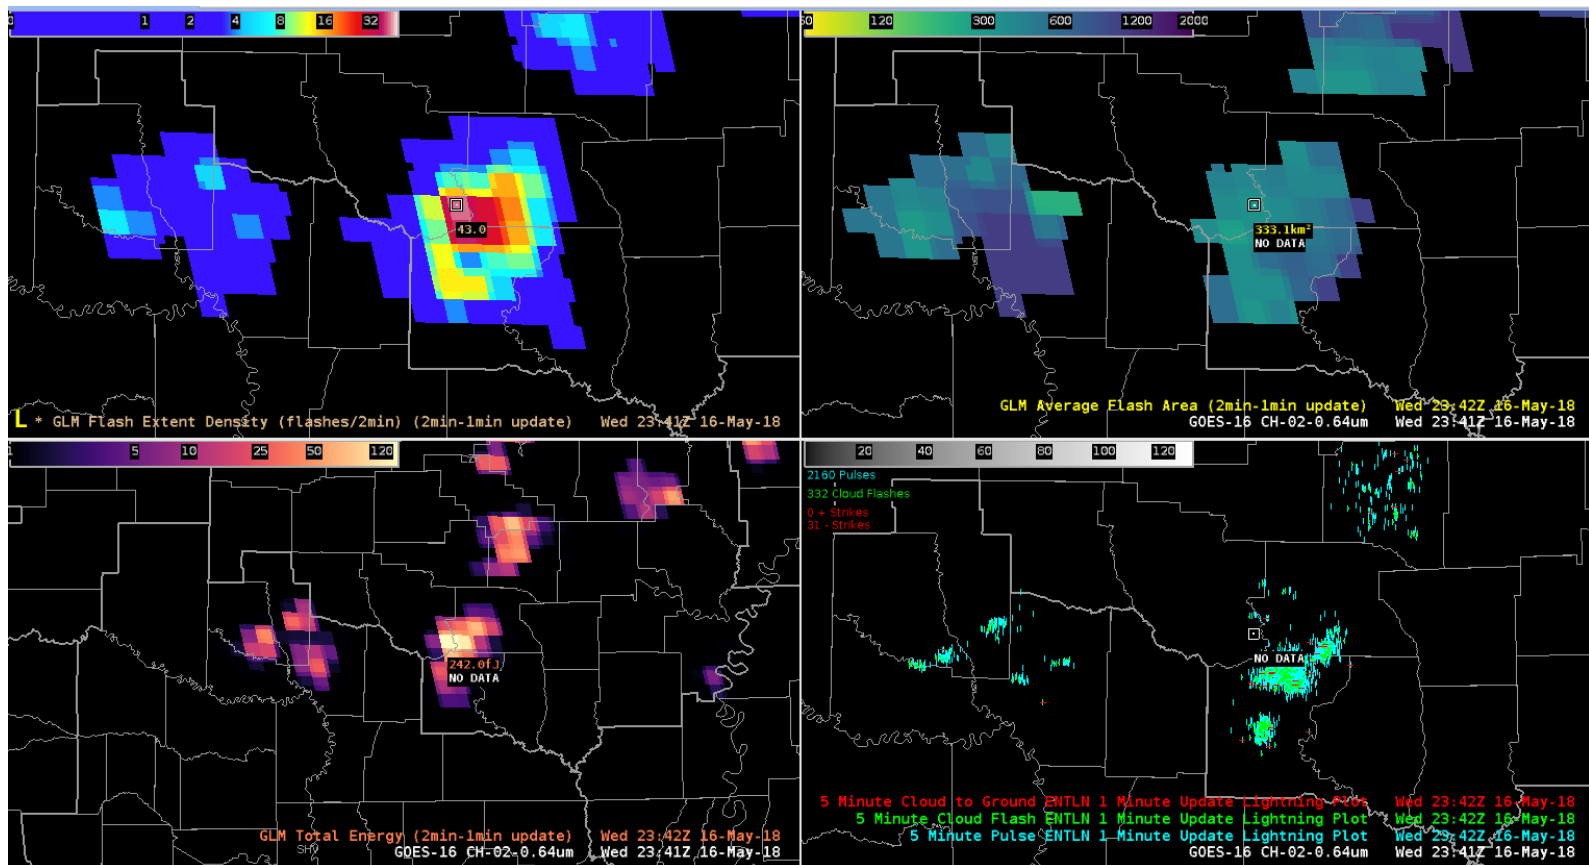 0 1 2 4 8 16 32
43.0
L * GLM Flash Extent Density (flashes/2min) (2min-1min update) Wed 23:41Z 16-May-18
60 120 300 600 1200 2000
333.1km²
NO DATA
GLM Average Flash Area (2min-1min update) Wed 23:42Z 16-May-18
GOES-16 CH-02-0.64um Wed 23:41Z 16-May-18
1 5 10 25 50 120
242.0fJ
NO DATA
GLM Total Energy (2min-1min update) Wed 23:42Z 16-May-18
GOES-16 CH-02-0.64um Wed 23:41Z 16-May-18
20 40 60 80 100 120
2160 Pulses
332 Cloud Flashes
0 + Strikes
31 - Strikes
NO DATA
5 Minute Cloud to Ground ENTLN 1 Minute Update Lightning Plot Wed 23:42Z 16-May-18
5 Minute Cloud Flash ENTLN 1 Minute Update Lightning Plot Wed 23:42Z 16-May-18
5 Minute Pulse ENTLN 1 Minute Update Lightning Plot Wed 23:42Z 16-May-18
GOES-16 CH-02-0.64um Wed 23:41Z 16-May-18